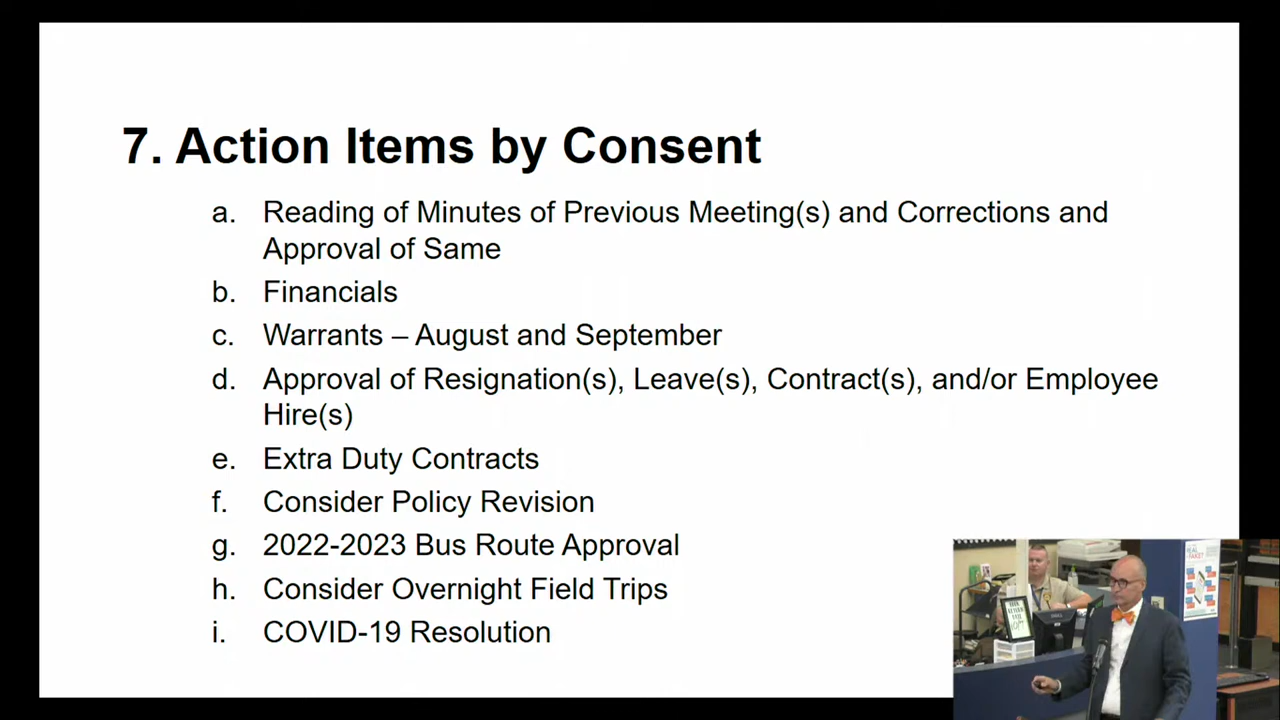 7. Action Items by Consent
a. Reading of Minutes of Previous Meeting(s) and Corrections and
Approval of Same
b. Financials
c. Warrants – August and September
d. Approval of Resignation(s), Leave(s), Contract(s), and/or Employee
Hire(s)
e. Extra Duty Contracts
f. Consider Policy Revision
g. 2022-2023 Bus Route Approval
h. Consider Overnight Field Trips
i. COVID-19 Resolution